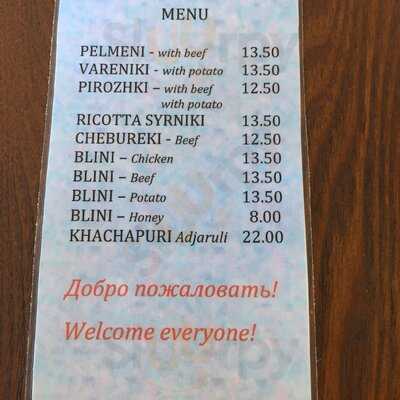 MENU
PELMENI - with beef 13.50
VARENIKI - with potato 13.50
PIROZHKI – with beef 12.50
with potato
RICOTTA SYRNIKI 13.50
CHEBUREKI - Beef 12.50
BLINI – Chicken 13.50
BLINI – Beef 13.50
BLINI – Potato 13.50
BLINI – Honey 8.00
KHACHAPURI Adjaruli 22.00
Добро пожаловать!
Welcome everyone!